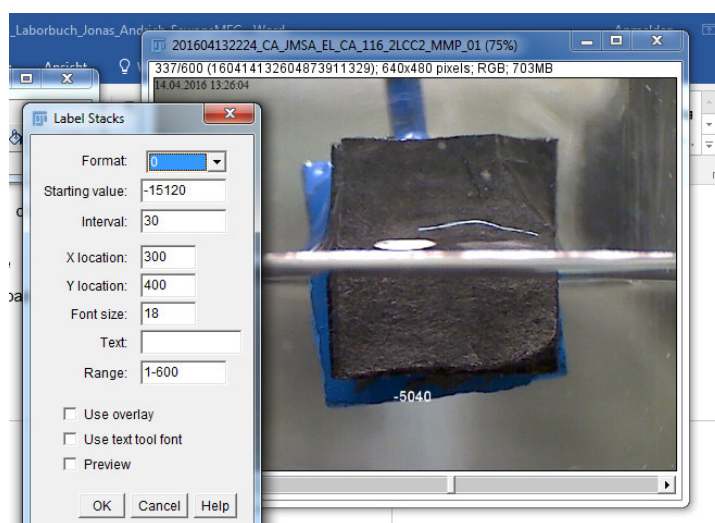 _Laborbuch_Jonas_Andrich_SewageMFC - Word
Anmelden
Ansicht
201604132224_CA_JMSA_EL_CA_116_2LCC2_MMP_01 (75%)
337/600 (160414132604873911329); 640x480 pixels; RGB; 703MB
14.04.2016 13:26:04
Label Stacks
Format: 0
Starting value: -15120
Interval: 30
X location: 300
Y location: 400
Font size: 18
Text:
Range: 1-600
Use overlay
Use text tool font
Preview
OK Cancel Help
-5040